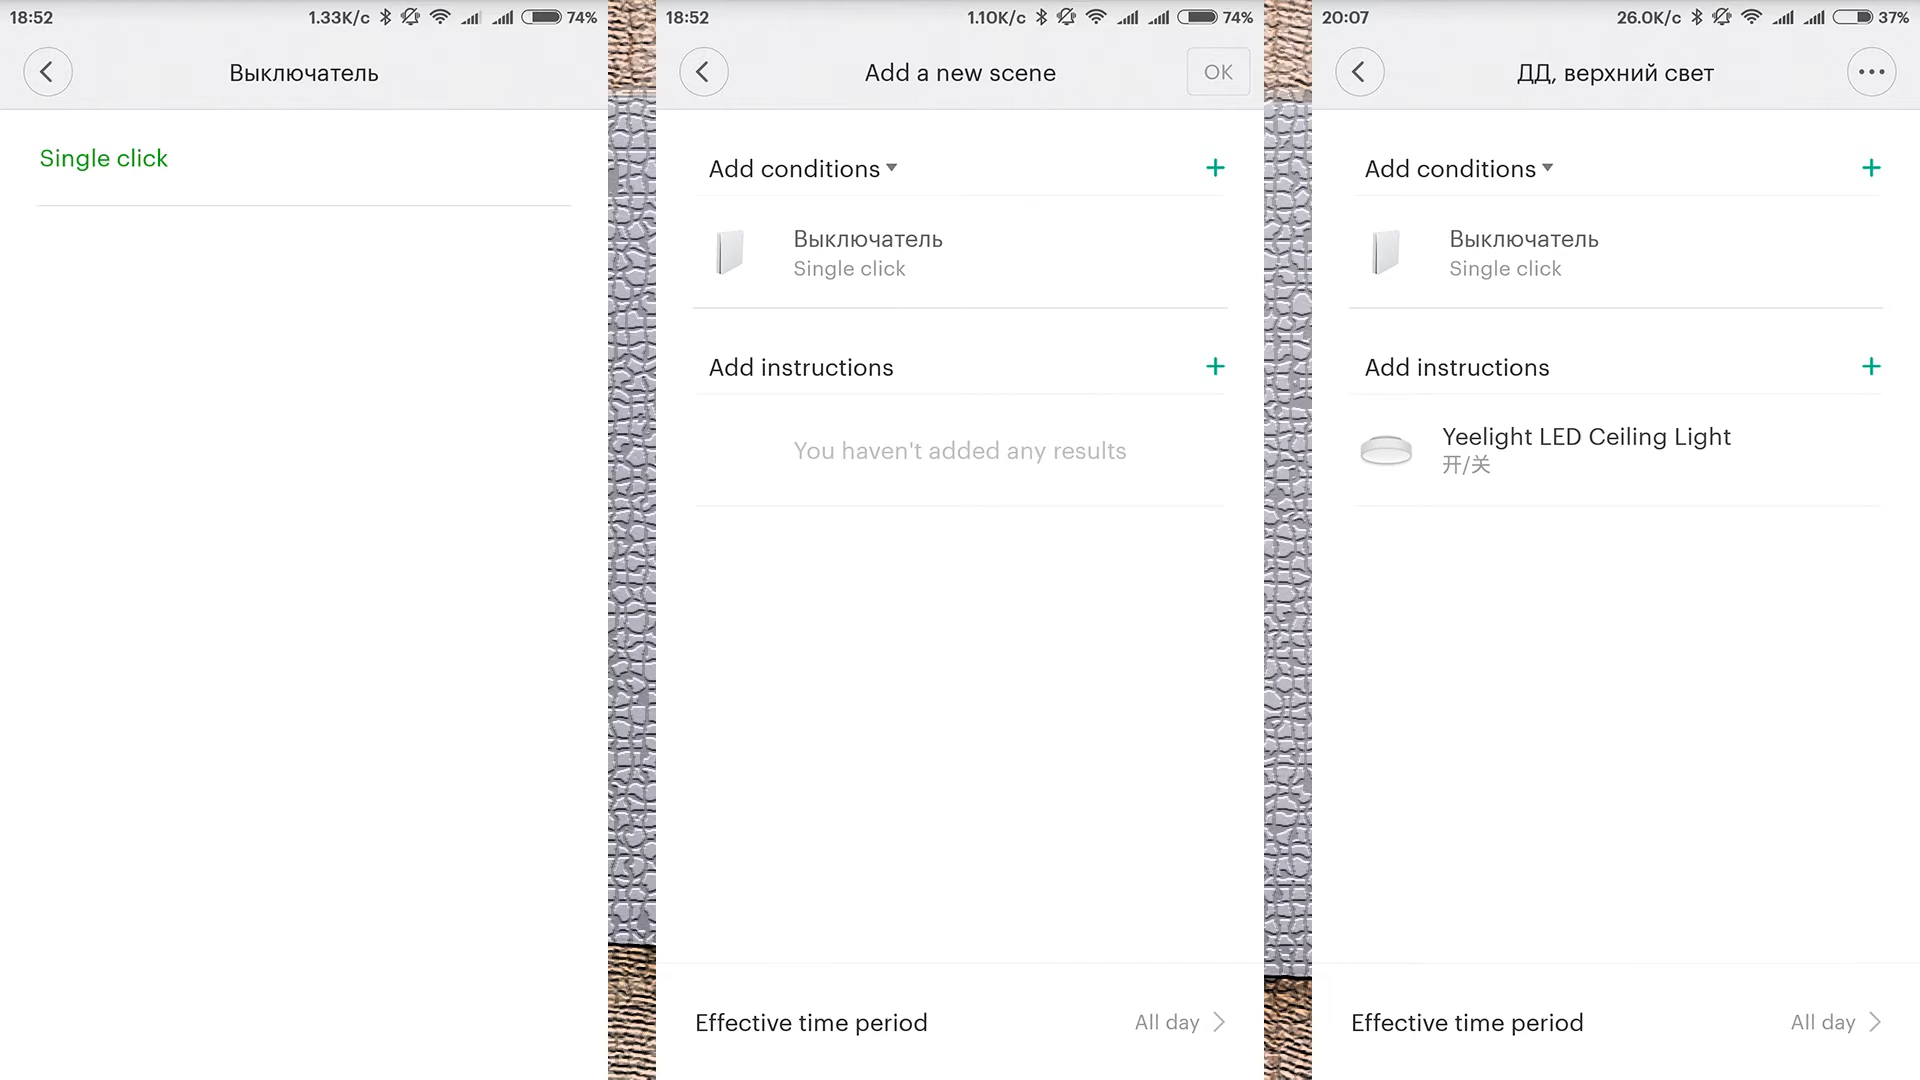 18:52
1.33K/c
74%
Выключатель
Single click
18:52
1.10K/c
74%
Add a new scene
OK
Add conditions
Выключатель
Single click
Add instructions
You haven't added any results
Effective time period
All day
20:07
26.0K/c
37%
ДД, верхний свет
Add conditions
Выключатель
Single click
Add instructions
Yeelight LED Ceiling Light
开/关
Effective time period
All day